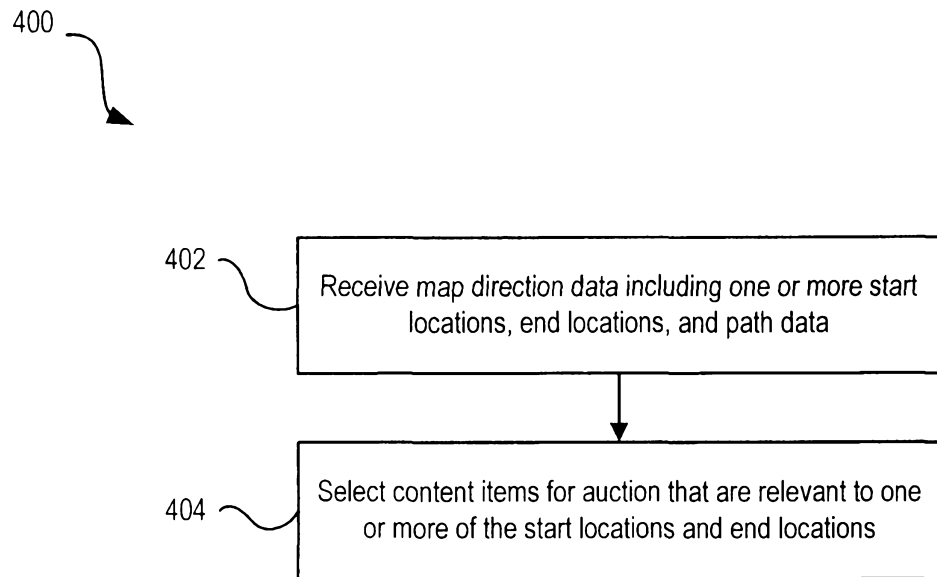 400
402
Receive map direction data including one or more start
locations, end locations, and path data
404
Select content items for auction that are relevant to one
or more of the start locations and end locations